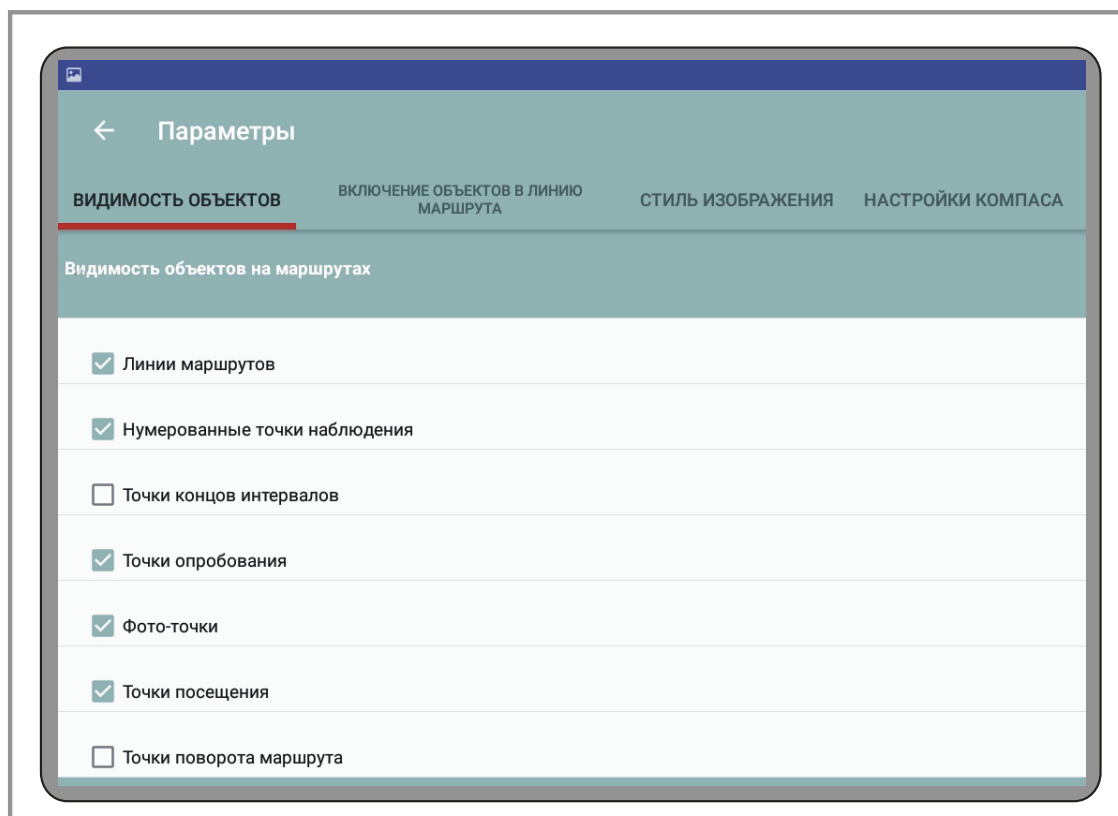 Параметры
ВИДИМОСТЬ ОБЪЕКТОВ
ВКЛЮЧЕНИЕ ОБЪЕКТОВ В ЛИНИЮ
МАРШРУТА
СТИЛЬ ИЗОБРАЖЕНИЯ
НАСТРОЙКИ КОМПАСА
Видимость объектов на маршрутах
Линии маршрутов
Нумерованные точки наблюдения
Точки концов интервалов
Точки опробования
Фото-точки
Точки посещения
Точки поворота маршрута